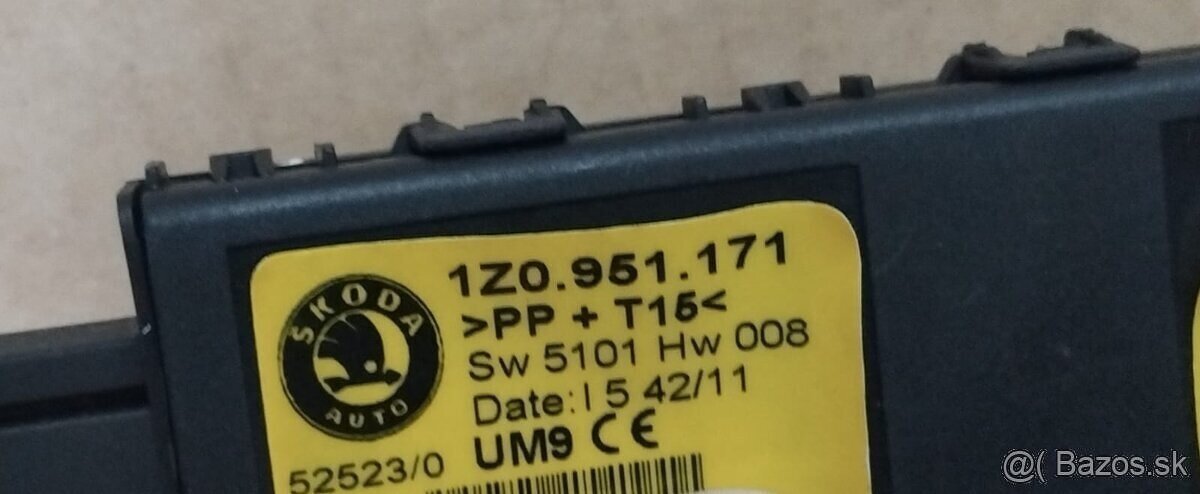 1Z0.951.171
>PP + T15<
Sw 5101 Hw 008
Date: I 5 42/11
UM9 CE
52523/0
ŠKODA
AUTO
@( Bazos.sk